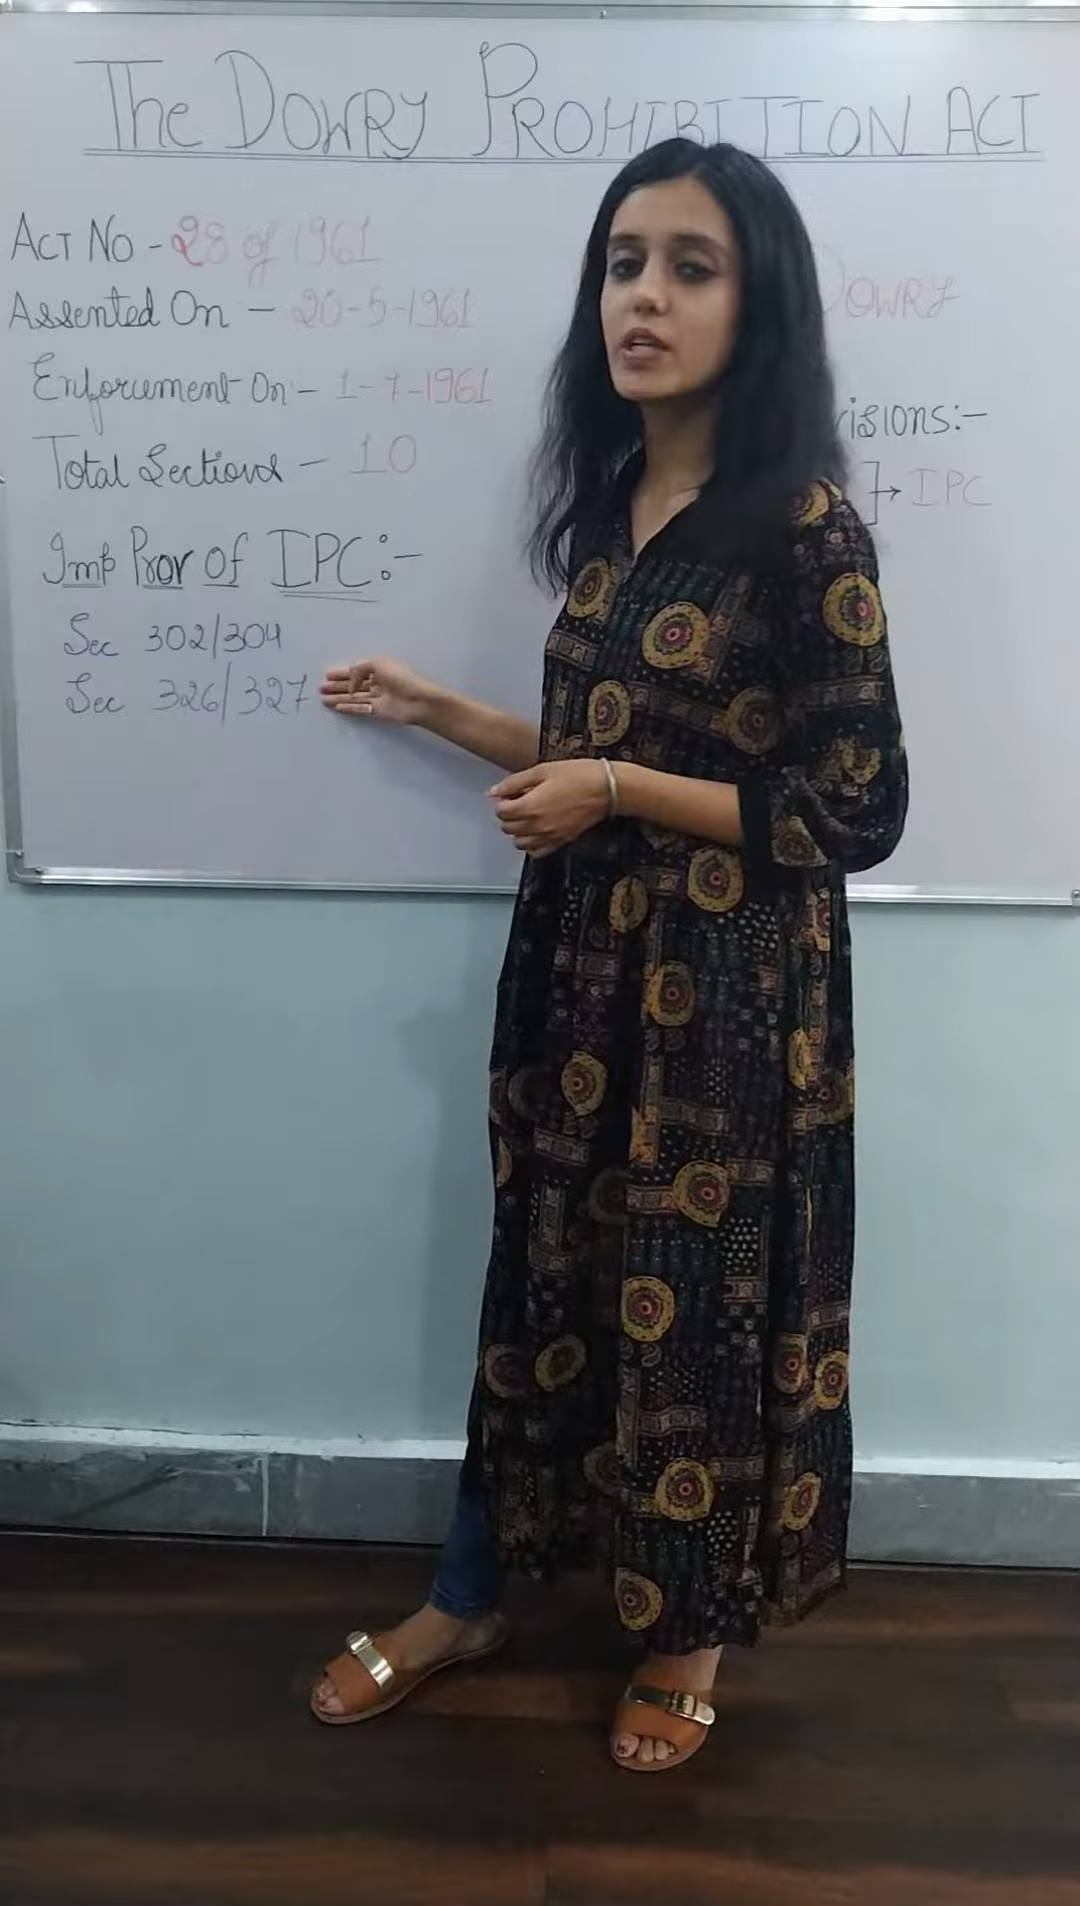 The DOWRY PROHIBITION ACT
ACT NO - 28 of 1961
Assented On - 20-5-1961
Enforcement On:- 1-7-1961
Total Sections - 10
Imp Prov of IPC:-
Sec 302/304
Sec 326/327
DOWRY
visions:-
] → IPC